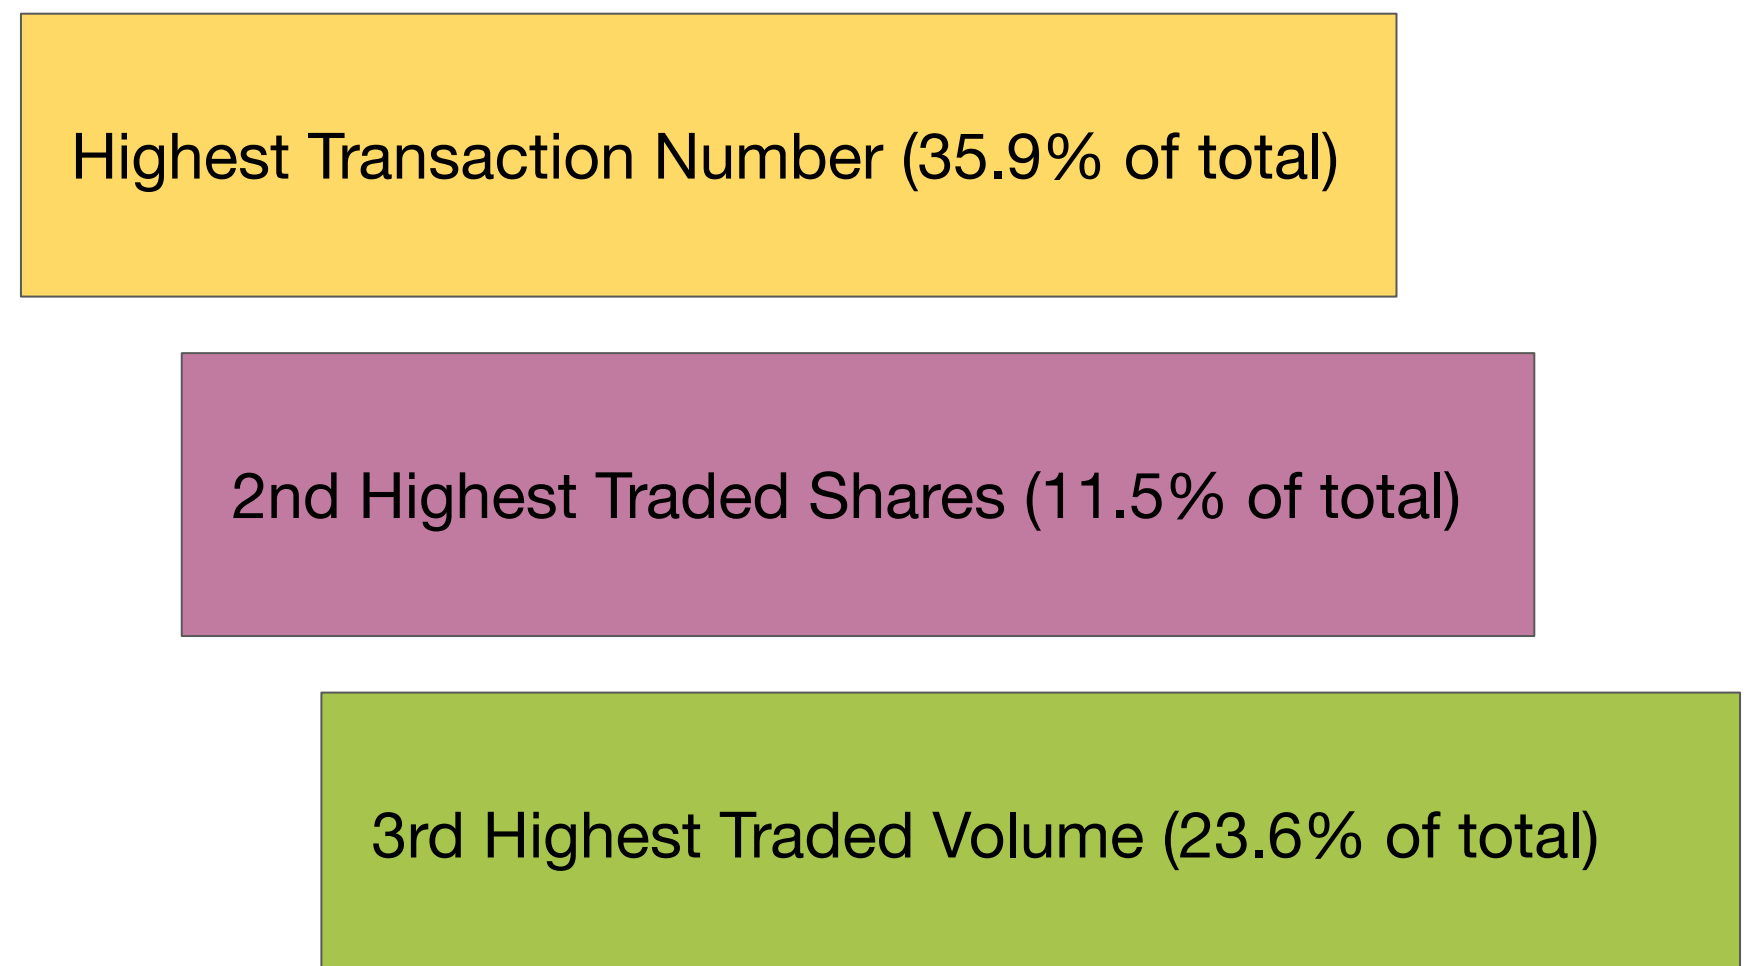 Highest Transaction Number (35.9% of total)
2nd Highest Traded Shares (11.5% of total)
3rd Highest Traded Volume (23.6% of total)